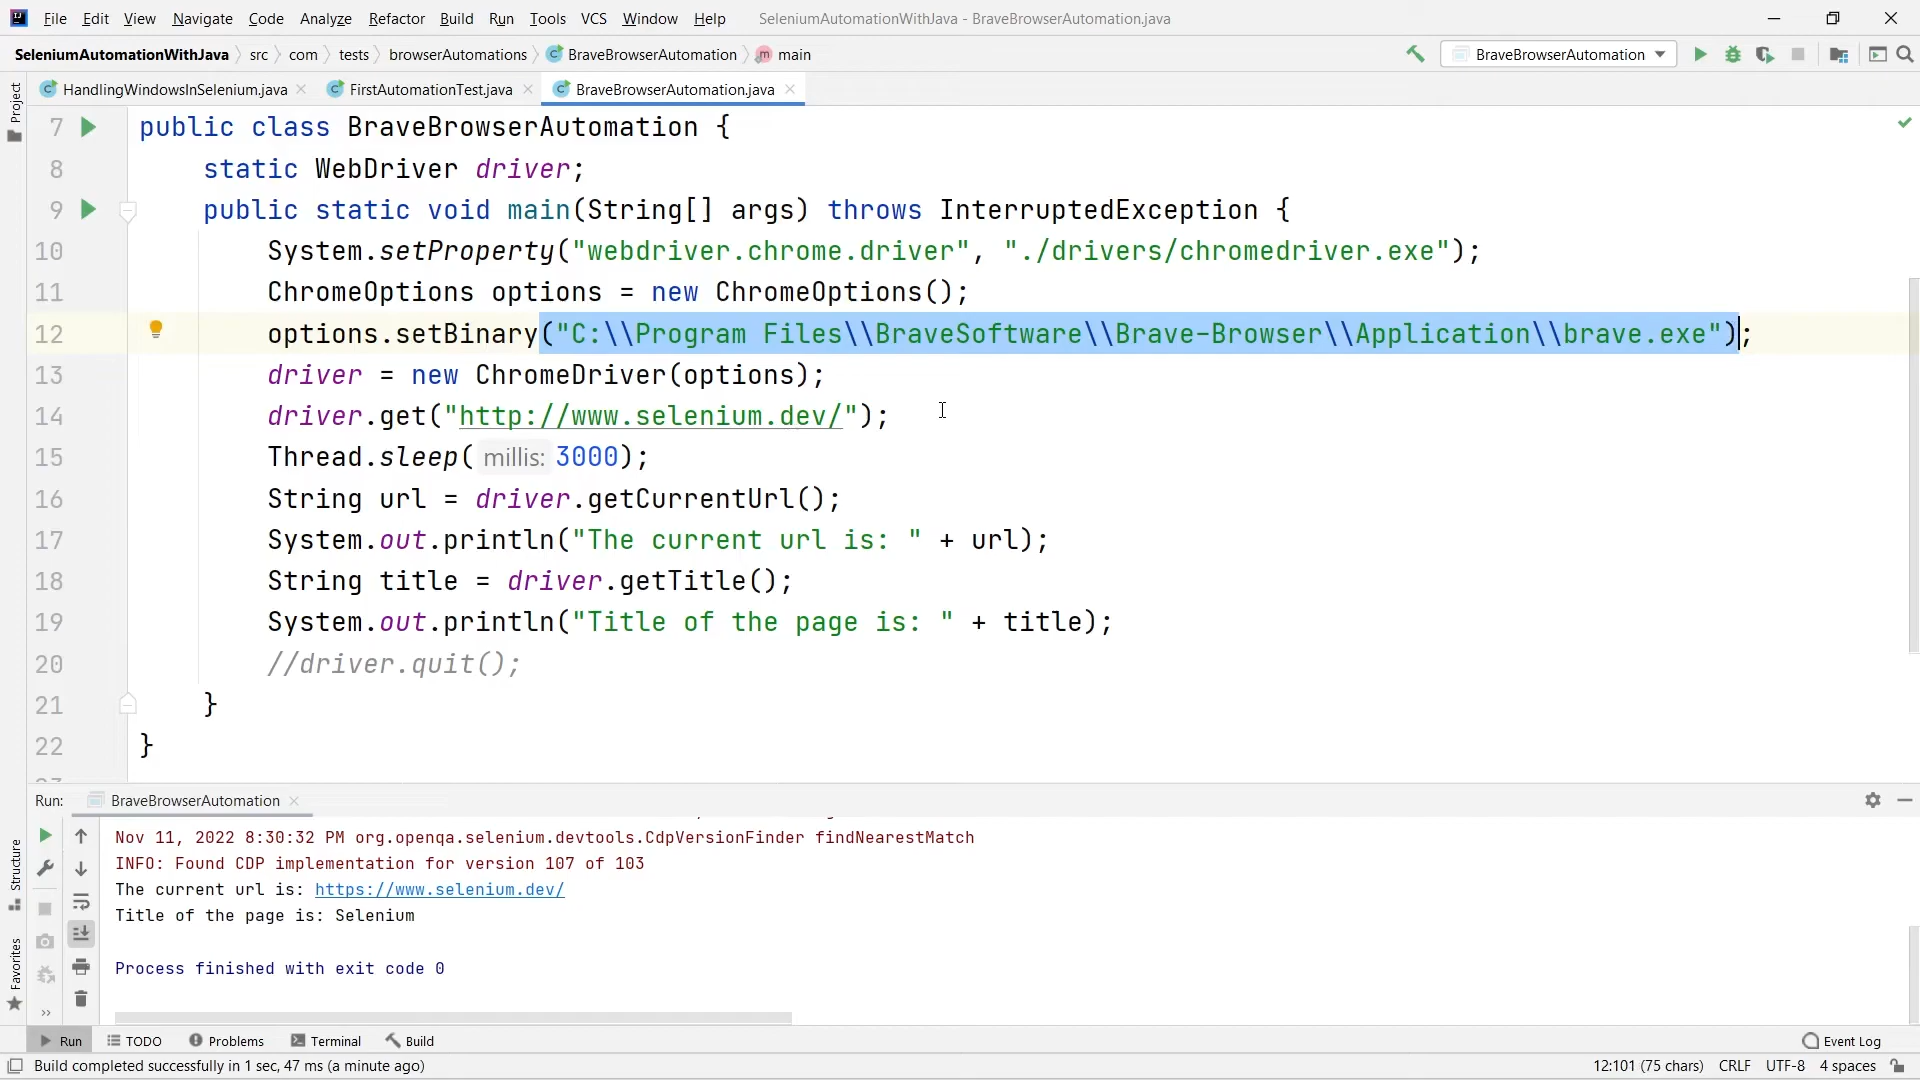 File Edit View Navigate Code Analyze Refactor Build Run Tools VCS Window Help SeleniumAutomationWithJava - BraveBrowserAutomation.java
SeleniumAutomationWithJava src com tests browserAutomations BraveBrowserAutomation main BraveBrowserAutomation
HandlingWindowsInSelenium.java FirstAutomationTest.java BraveBrowserAutomation.java
Project
7 public class BraveBrowserAutomation {
8 static WebDriver driver;
9 public static void main(String[] args) throws InterruptedException {
10 System.setProperty("webdriver.chrome.driver", "./drivers/chromedriver.exe");
11 ChromeOptions options = new ChromeOptions();
12 options.setBinary("C:\\Program Files\\BraveSoftware\\Brave-Browser\\Application\\brave.exe");
13 driver = new ChromeDriver(options);
14 driver.get("http://www.selenium.dev/");
15 Thread.sleep( millis: 3000);
16 String url = driver.getCurrentUrl();
17 System.out.println("The current url is: " + url);
18 String title = driver.getTitle();
19 System.out.println("Title of the page is: " + title);
20 //driver.quit();
21 }
22 }
Run: BraveBrowserAutomation
Nov 11, 2022 8:30:32 PM org.openqa.selenium.devtools.CdpVersionFinder findNearestMatch
INFO: Found CDP implementation for version 107 of 103
The current url is: https://www.selenium.dev/
Title of the page is: Selenium
Process finished with exit code 0
Structure
Favorites
Run TODO Problems Terminal Build Event Log
Build completed successfully in 1 sec, 47 ms (a minute ago) 12:101 (75 chars) CRLF UTF-8 4 spaces